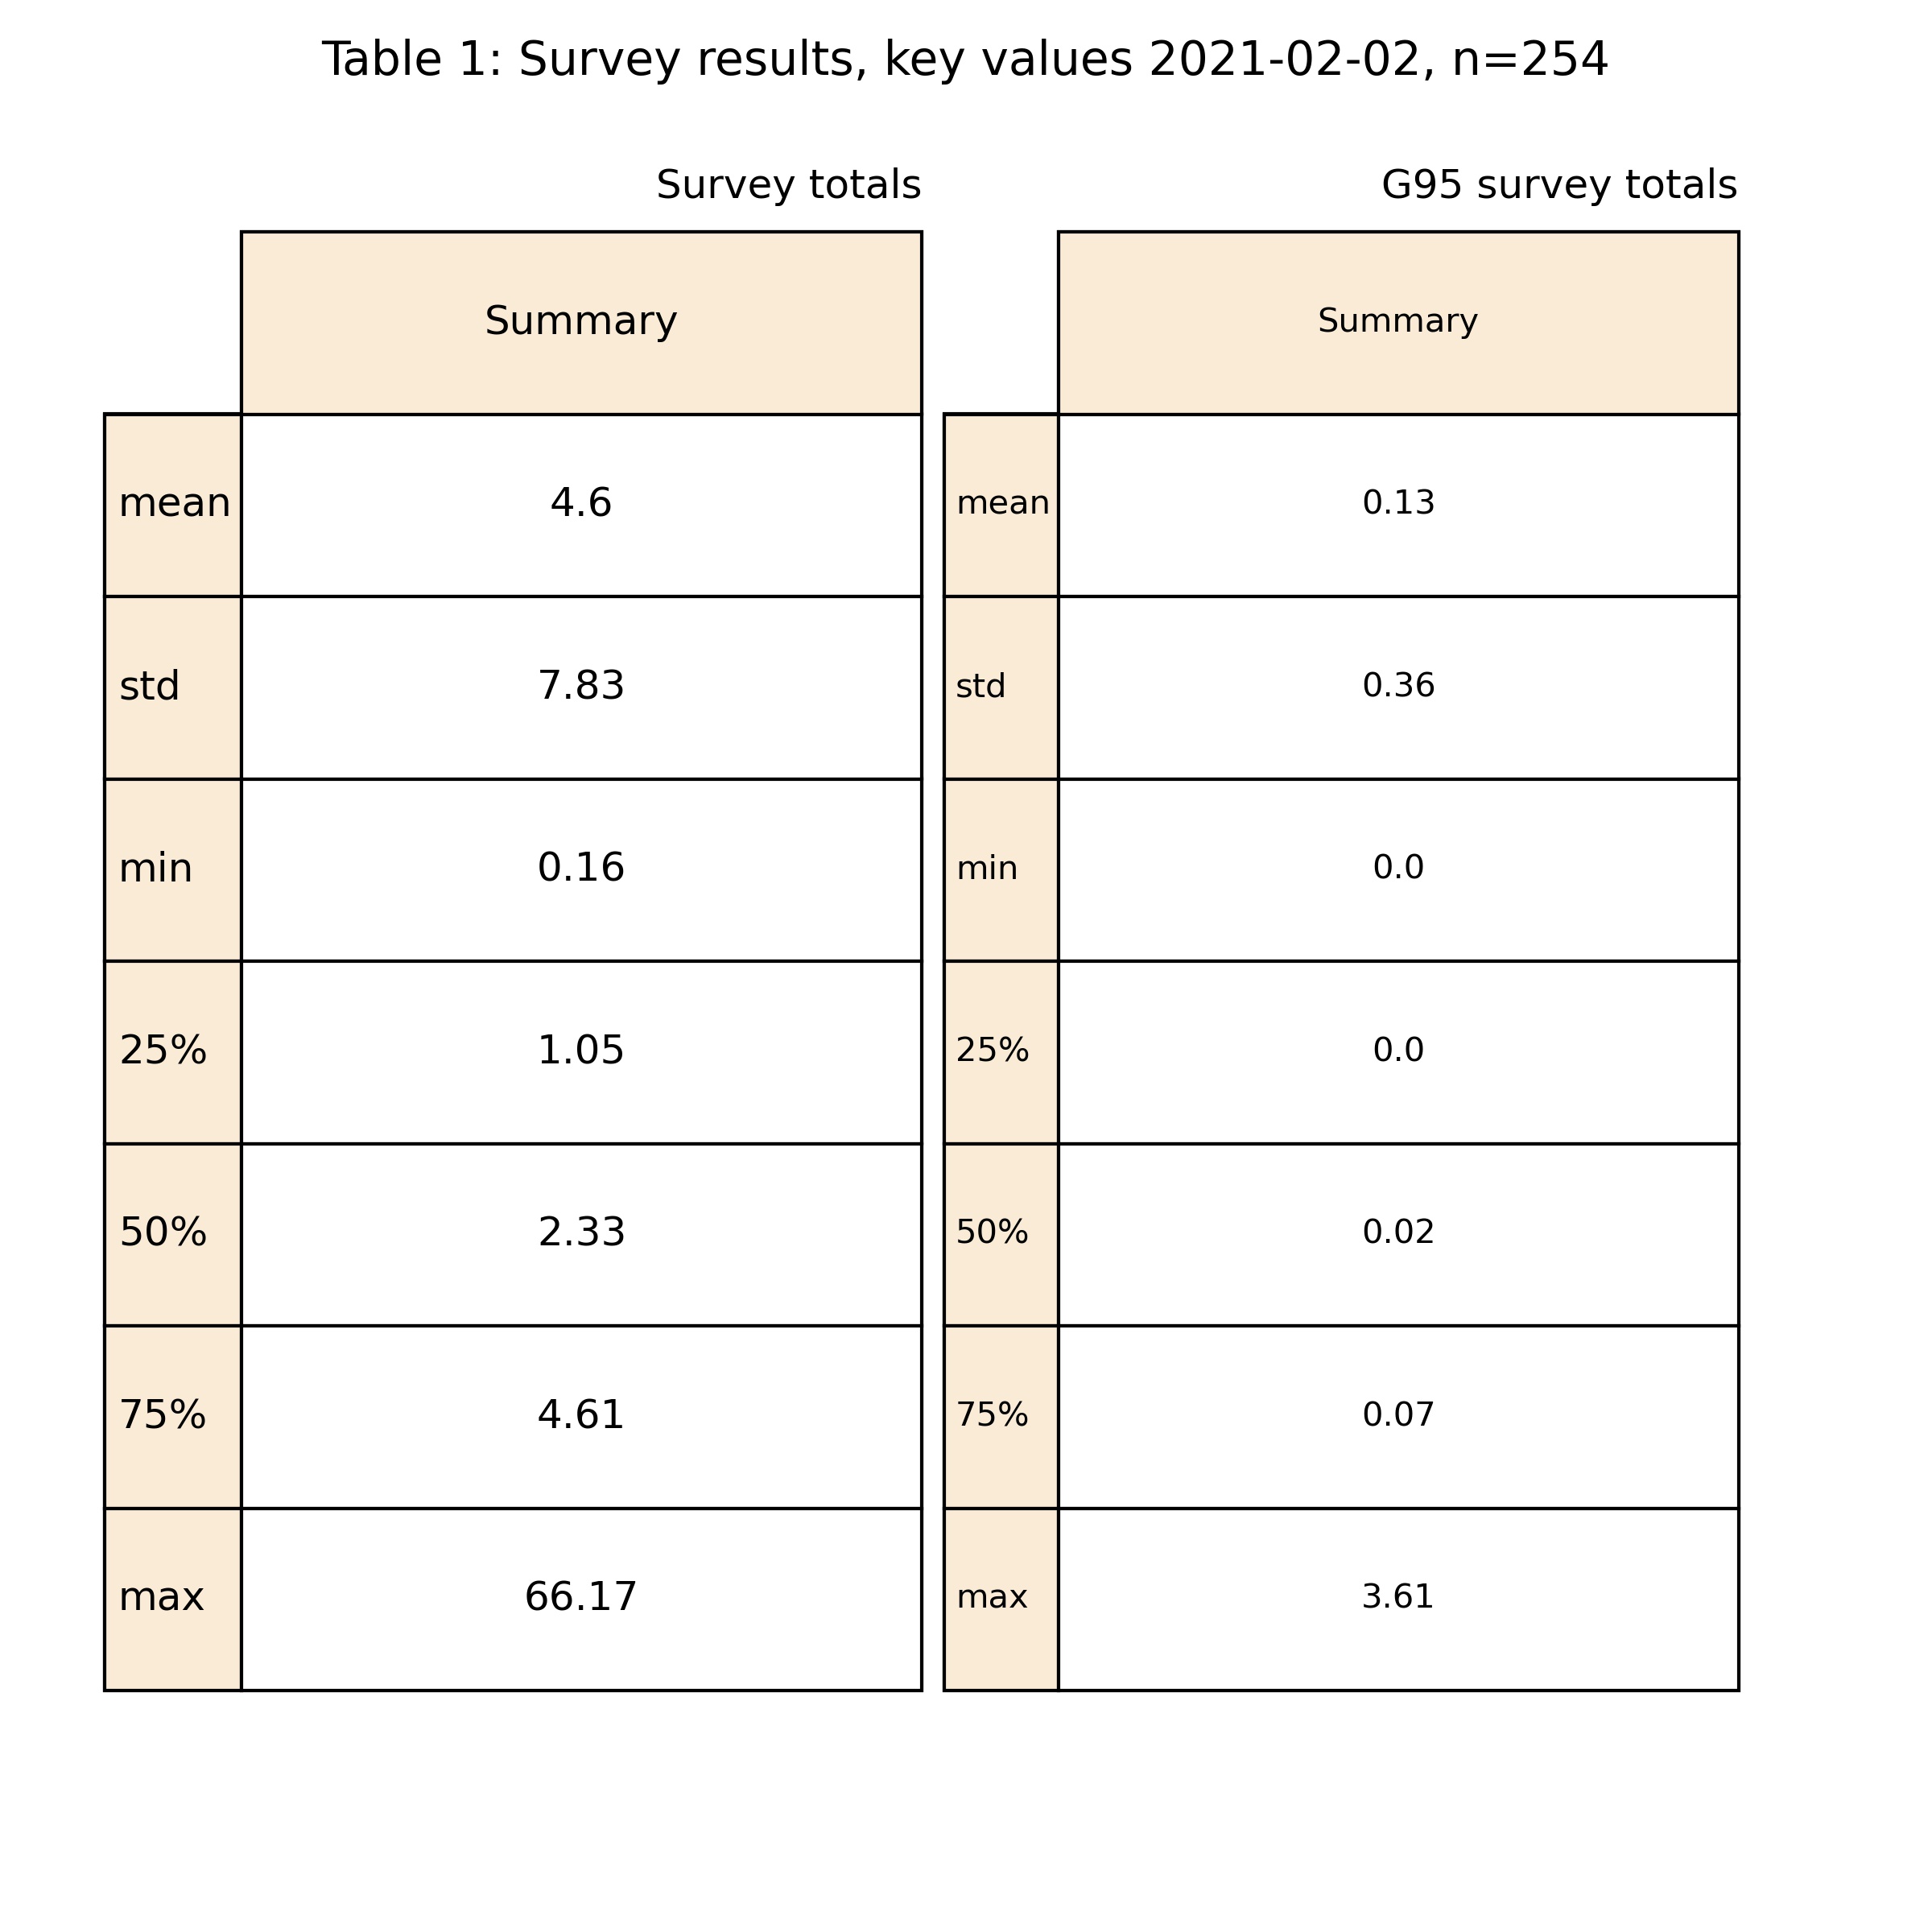 Table 1: Survey results, key values 2021-02-02, n=254
Survey totals
Summary
mean 4.6
std 7.83
min 0.16
25% 1.05
50% 2.33
75% 4.61
max 66.17
G95 survey totals
Summary
mean 0.13
std 0.36
min 0.0
25% 0.0
50% 0.02
75% 0.07
max 3.61